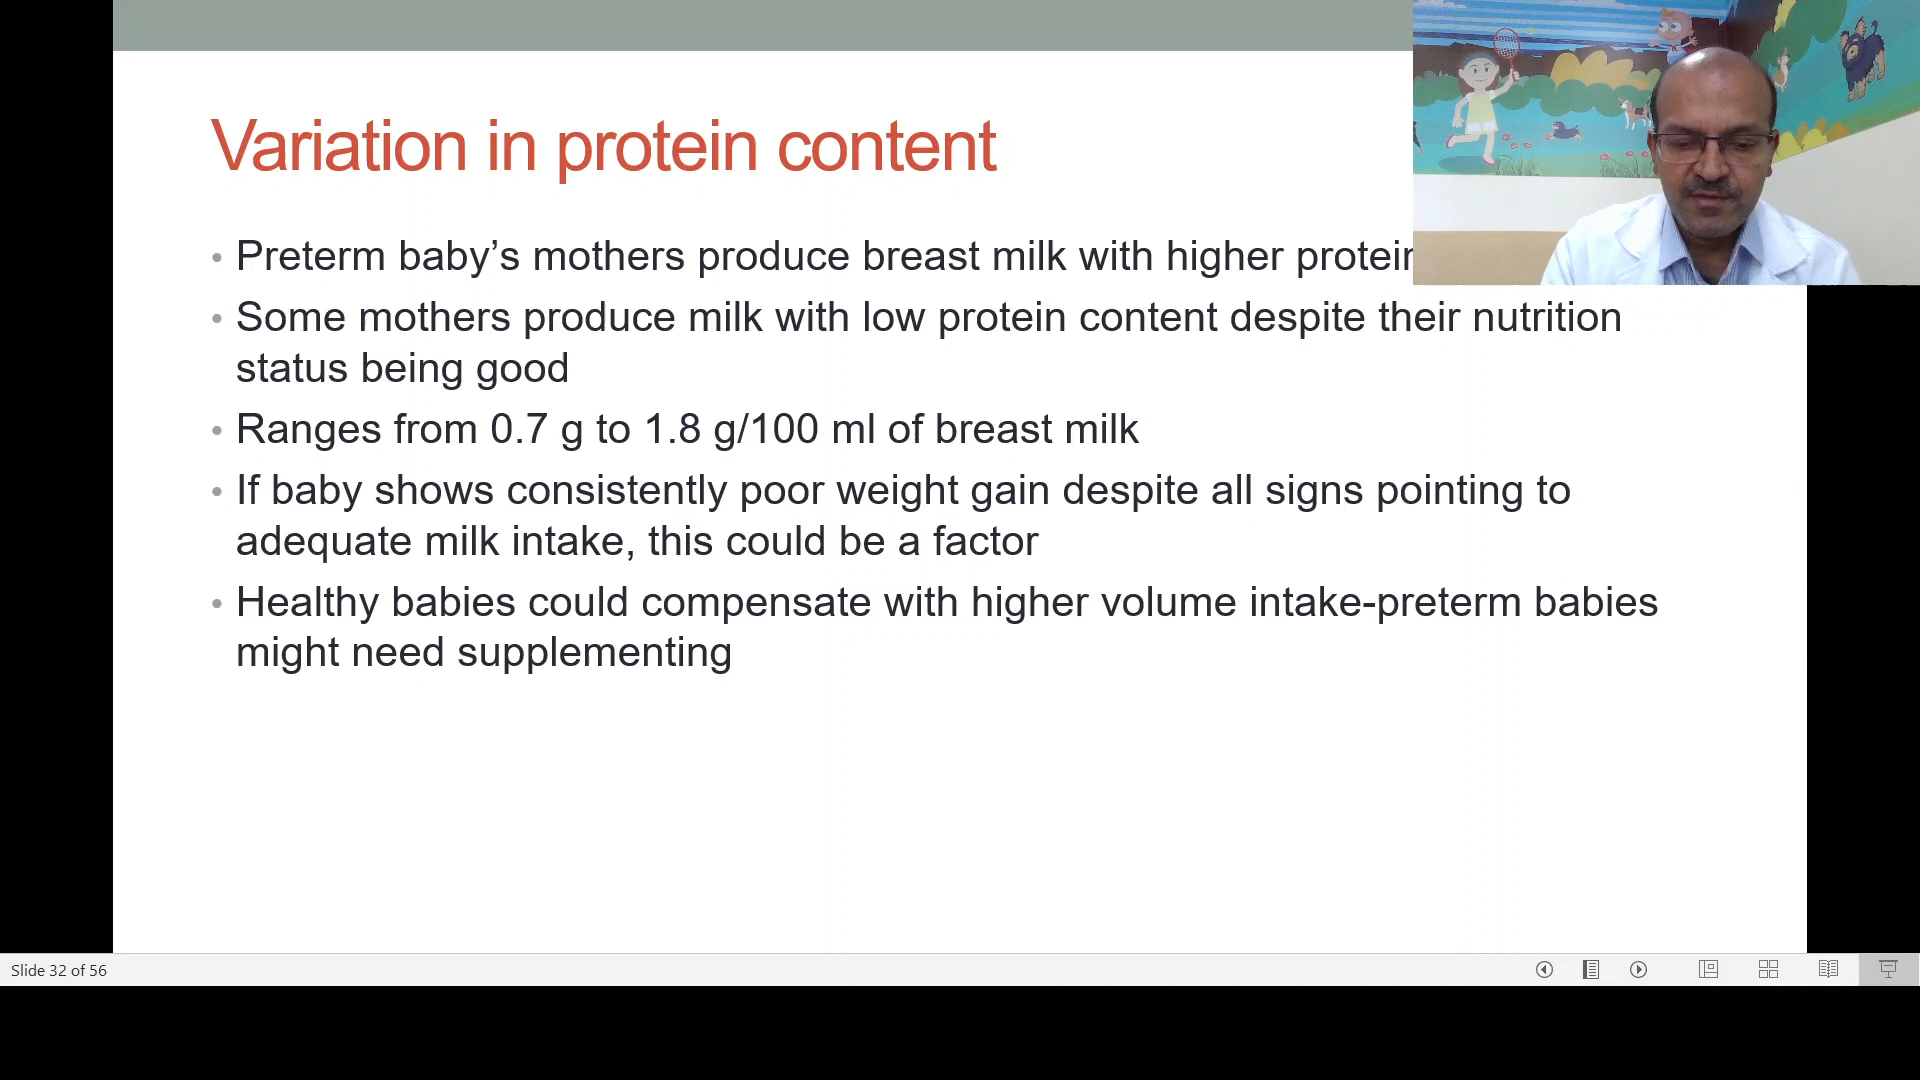 Variation in protein content
• Preterm baby’s mothers produce breast milk with higher protein
• Some mothers produce milk with low protein content despite their nutrition
status being good
• Ranges from 0.7 g to 1.8 g/100 ml of breast milk
• If baby shows consistently poor weight gain despite all signs pointing to
adequate milk intake, this could be a factor
• Healthy babies could compensate with higher volume intake-preterm babies
might need supplementing
Slide 32 of 56